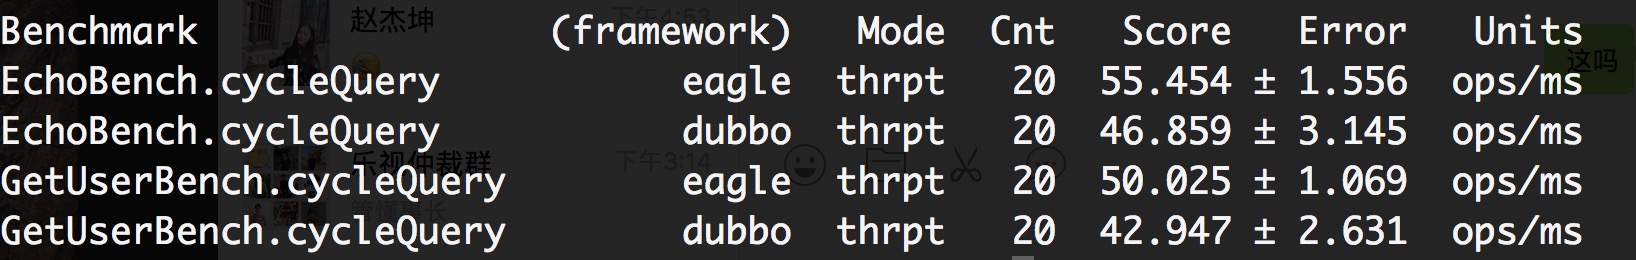 赵杰坤 下午4:53
Benchmark (framework) Mode Cnt Score Error Units
这吗
EchoBench.cycleQuery eagle thrpt 20 55.454 ± 1.556 ops/ms
EchoBench.cycleQuery dubbo thrpt 20 46.859 ± 3.145 ops/ms
乐视仲裁群 下午3:14
GetUserBench.cycleQuery eagle thrpt 20 50.025 ± 1.069 ops/ms
GetUserBench.cycleQuery dubbo thrpt 20 42.947 ± 2.631 ops/ms